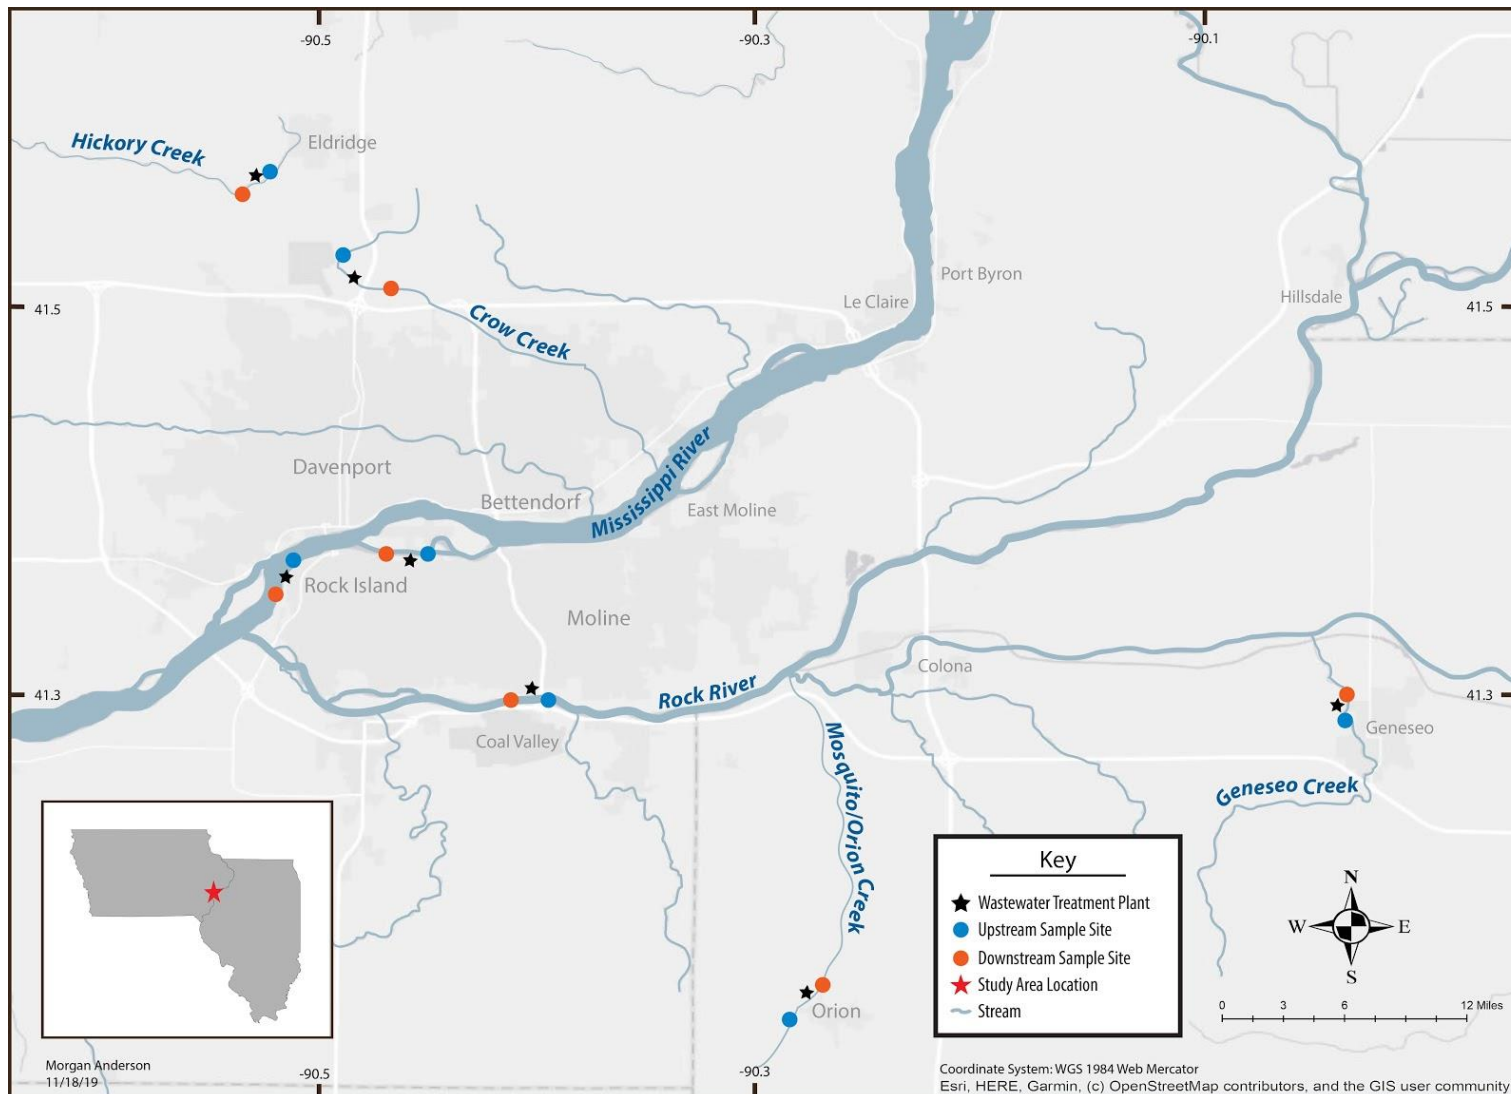 -90.5
-90.3
-90.1
Hickory Creek
Eldridge
Port Byron
Le Claire
Hillsdale
41.5
41.5
Crow Creek
Davenport
Bettendorf
Mississippi River
East Moline
Rock Island
Moline
Colona
Rock River
41.3
41.3
Coal Valley
Geneseo
Mosquito/Orion Creek
Geneseo Creek
Orion
Key
Wastewater Treatment Plant
Upstream Sample Site
Downstream Sample Site
Study Area Location
Stream
N
W E
S
0 3 6 12 Miles
Morgan Anderson
11/18/19
-90.5
-90.3
Coordinate System: WGS 1984 Web Mercator
Esri, HERE, Garmin, (c) OpenStreetMap contributors, and the GIS user community